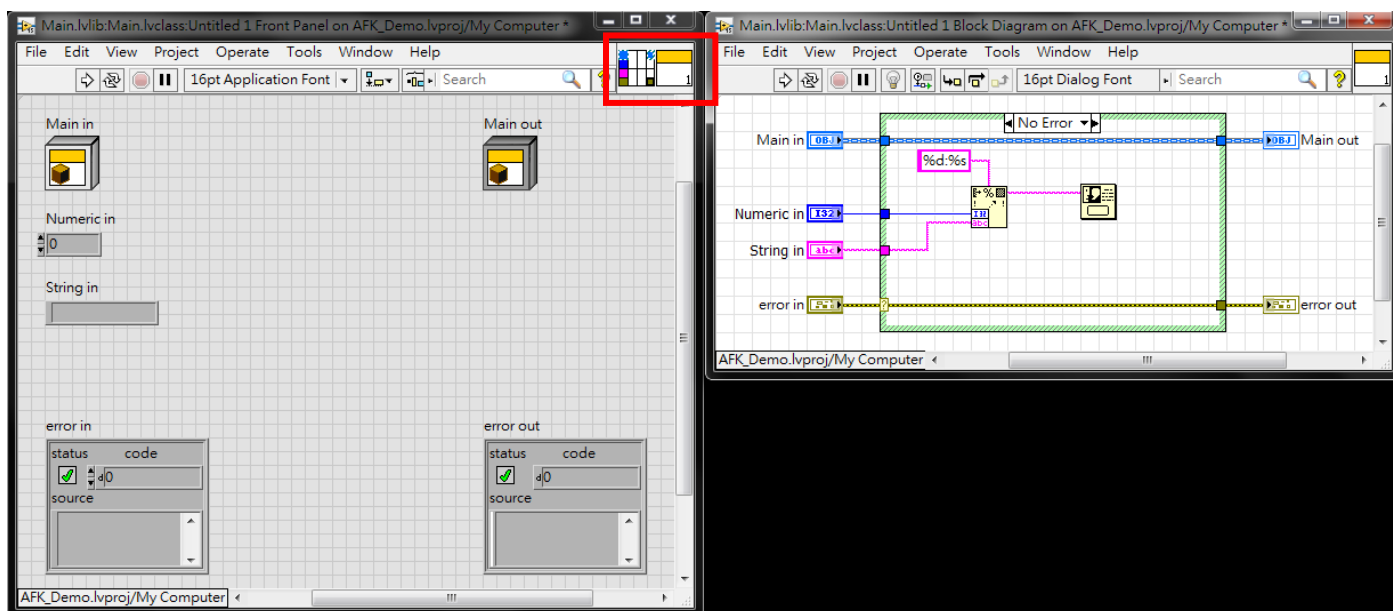 Main.lvlib:Main.lvclass:Untitled 1 Front Panel on AFK_Demo.lvproj/My Computer *
File Edit View Project Operate Tools Window Help
16pt Application Font
Search
?
1
Main in
Main out
Numeric in
0
String in
error in
error out
status code
0
source
status code
0
source
AFK_Demo.lvproj/My Computer
Main.lvlib:Main.lvclass:Untitled 1 Block Diagram on AFK_Demo.lvproj/My Computer *
File Edit View Project Operate Tools Window Help
16pt Dialog Font
Search
?
1
No Error
Main in OBJ
OBJ Main out
%d:%s
Numeric in I32
String in abc
abc
error in
?
error out
AFK_Demo.lvproj/My Computer